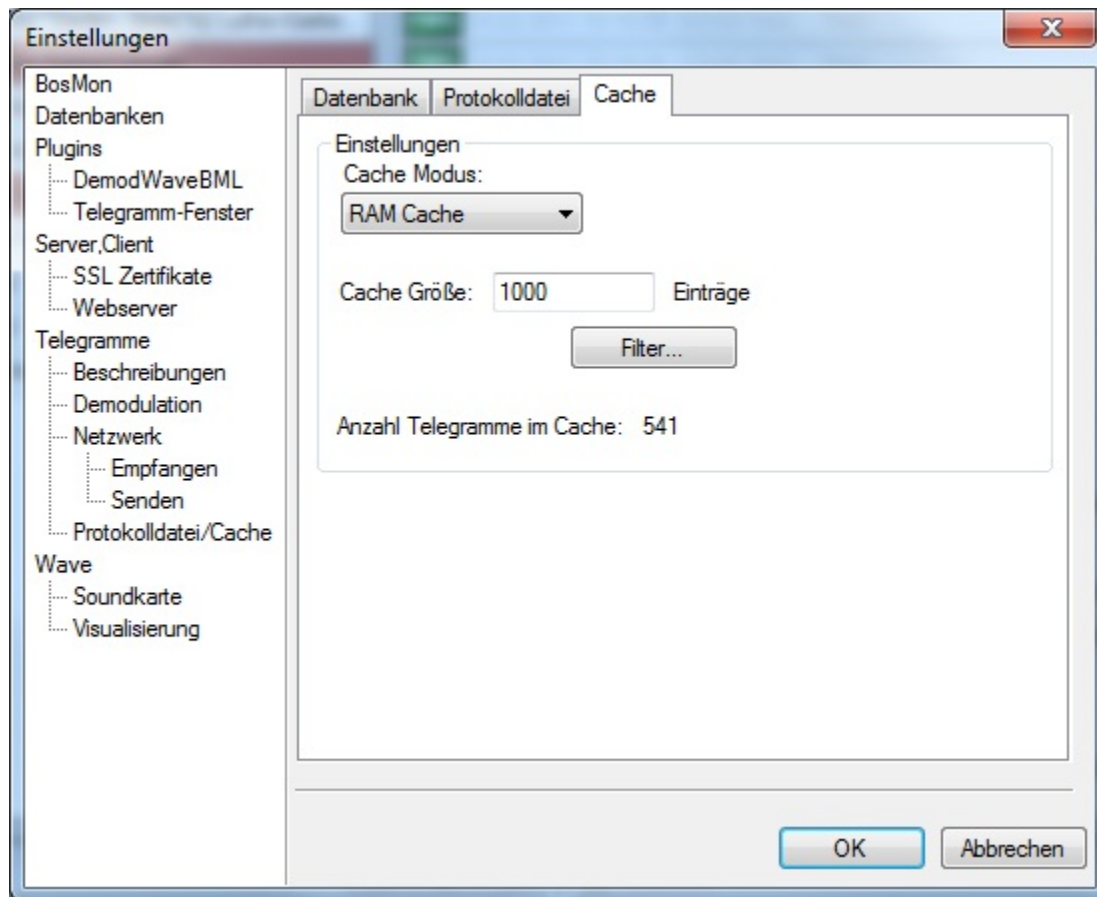 Einstellungen
BosMon
Datenbanken
Plugins
DemodWaveBML
Telegramm-Fenster
Server,Client
SSL Zertifikate
Webserver
Telegramme
Beschreibungen
Demodulation
Netzwerk
Empfangen
Senden
Protokolldatei/Cache
Wave
Soundkarte
Visualisierung
Datenbank Protokolldatei Cache
Einstellungen
Cache Modus:
RAM Cache
Cache Größe: 1000 Einträge
Filter...
Anzahl Telegramme im Cache: 541
OK Abbrechen